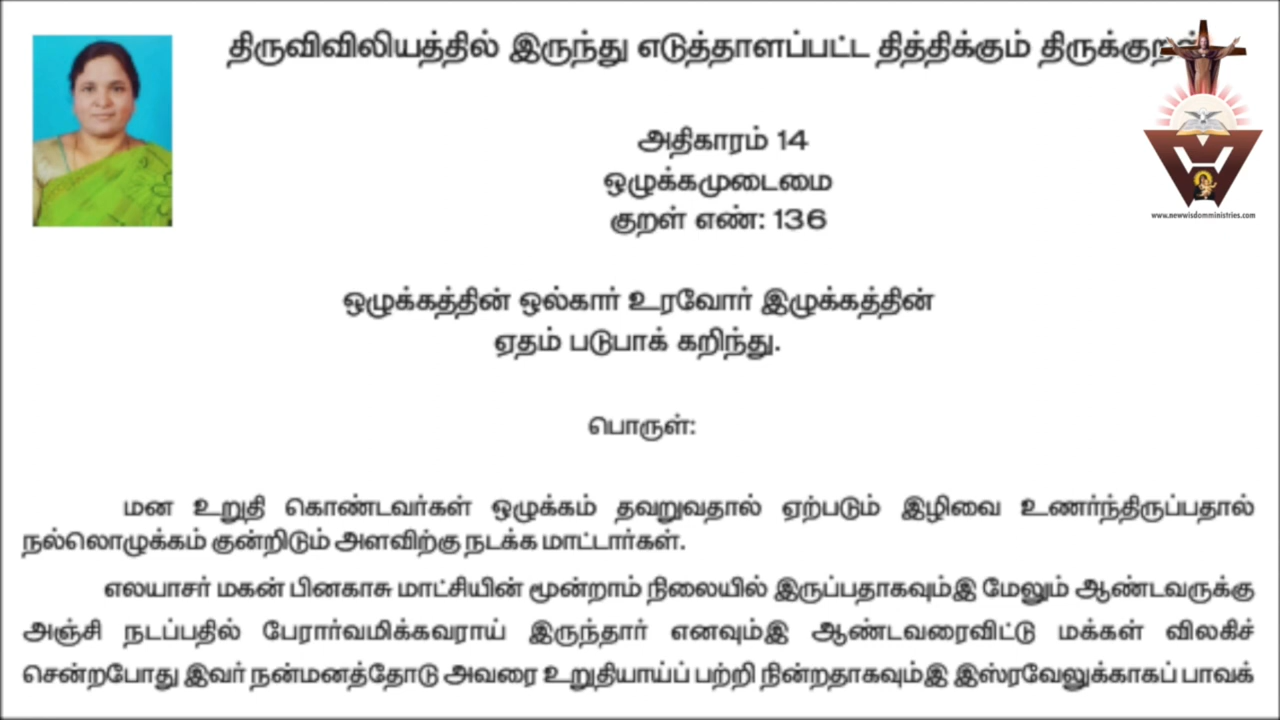 திருவிவிலியத்தில் இருந்து எடுத்தாளப்பட்ட தித்திக்கும் திருக்குறள்
www.newwisdomministries.com
அதிகாரம் 14
ஒழுக்கமுடைமை
குறள் எண்: 136
ஒழுக்கத்தின் ஒல்கார் உரவோர் இழுக்கத்தின்
ஏதம் படுபாக் கறிந்து.
பொருள்:
மன உறுதி கொண்டவர்கள் ஒழுக்கம் தவறுவதால் ஏற்படும் இழிவை உணர்ந்திருப்பதால்
நல்லொழுக்கம் குன்றிடும் அளவிற்கு நடக்க மாட்டார்கள்.
எலயாசர் மகன் பினகாசு மாட்சியின் மூன்றாம் நிலையில் இருப்பதாகவும்இ மேலும் ஆண்டவருக்கு
அஞ்சி நடப்பதில் பேரார்வமிக்கவராய் இருந்தார் எனவும்இ ஆண்டவரைவிட்டு மக்கள் விலகிச்
சென்றபோது இவர் நன்மனத்தோடு அவரை உறுதியாய்ப் பற்றி நின்றதாகவும்இ இஸ்ரவேலுக்காகப் பாவக்